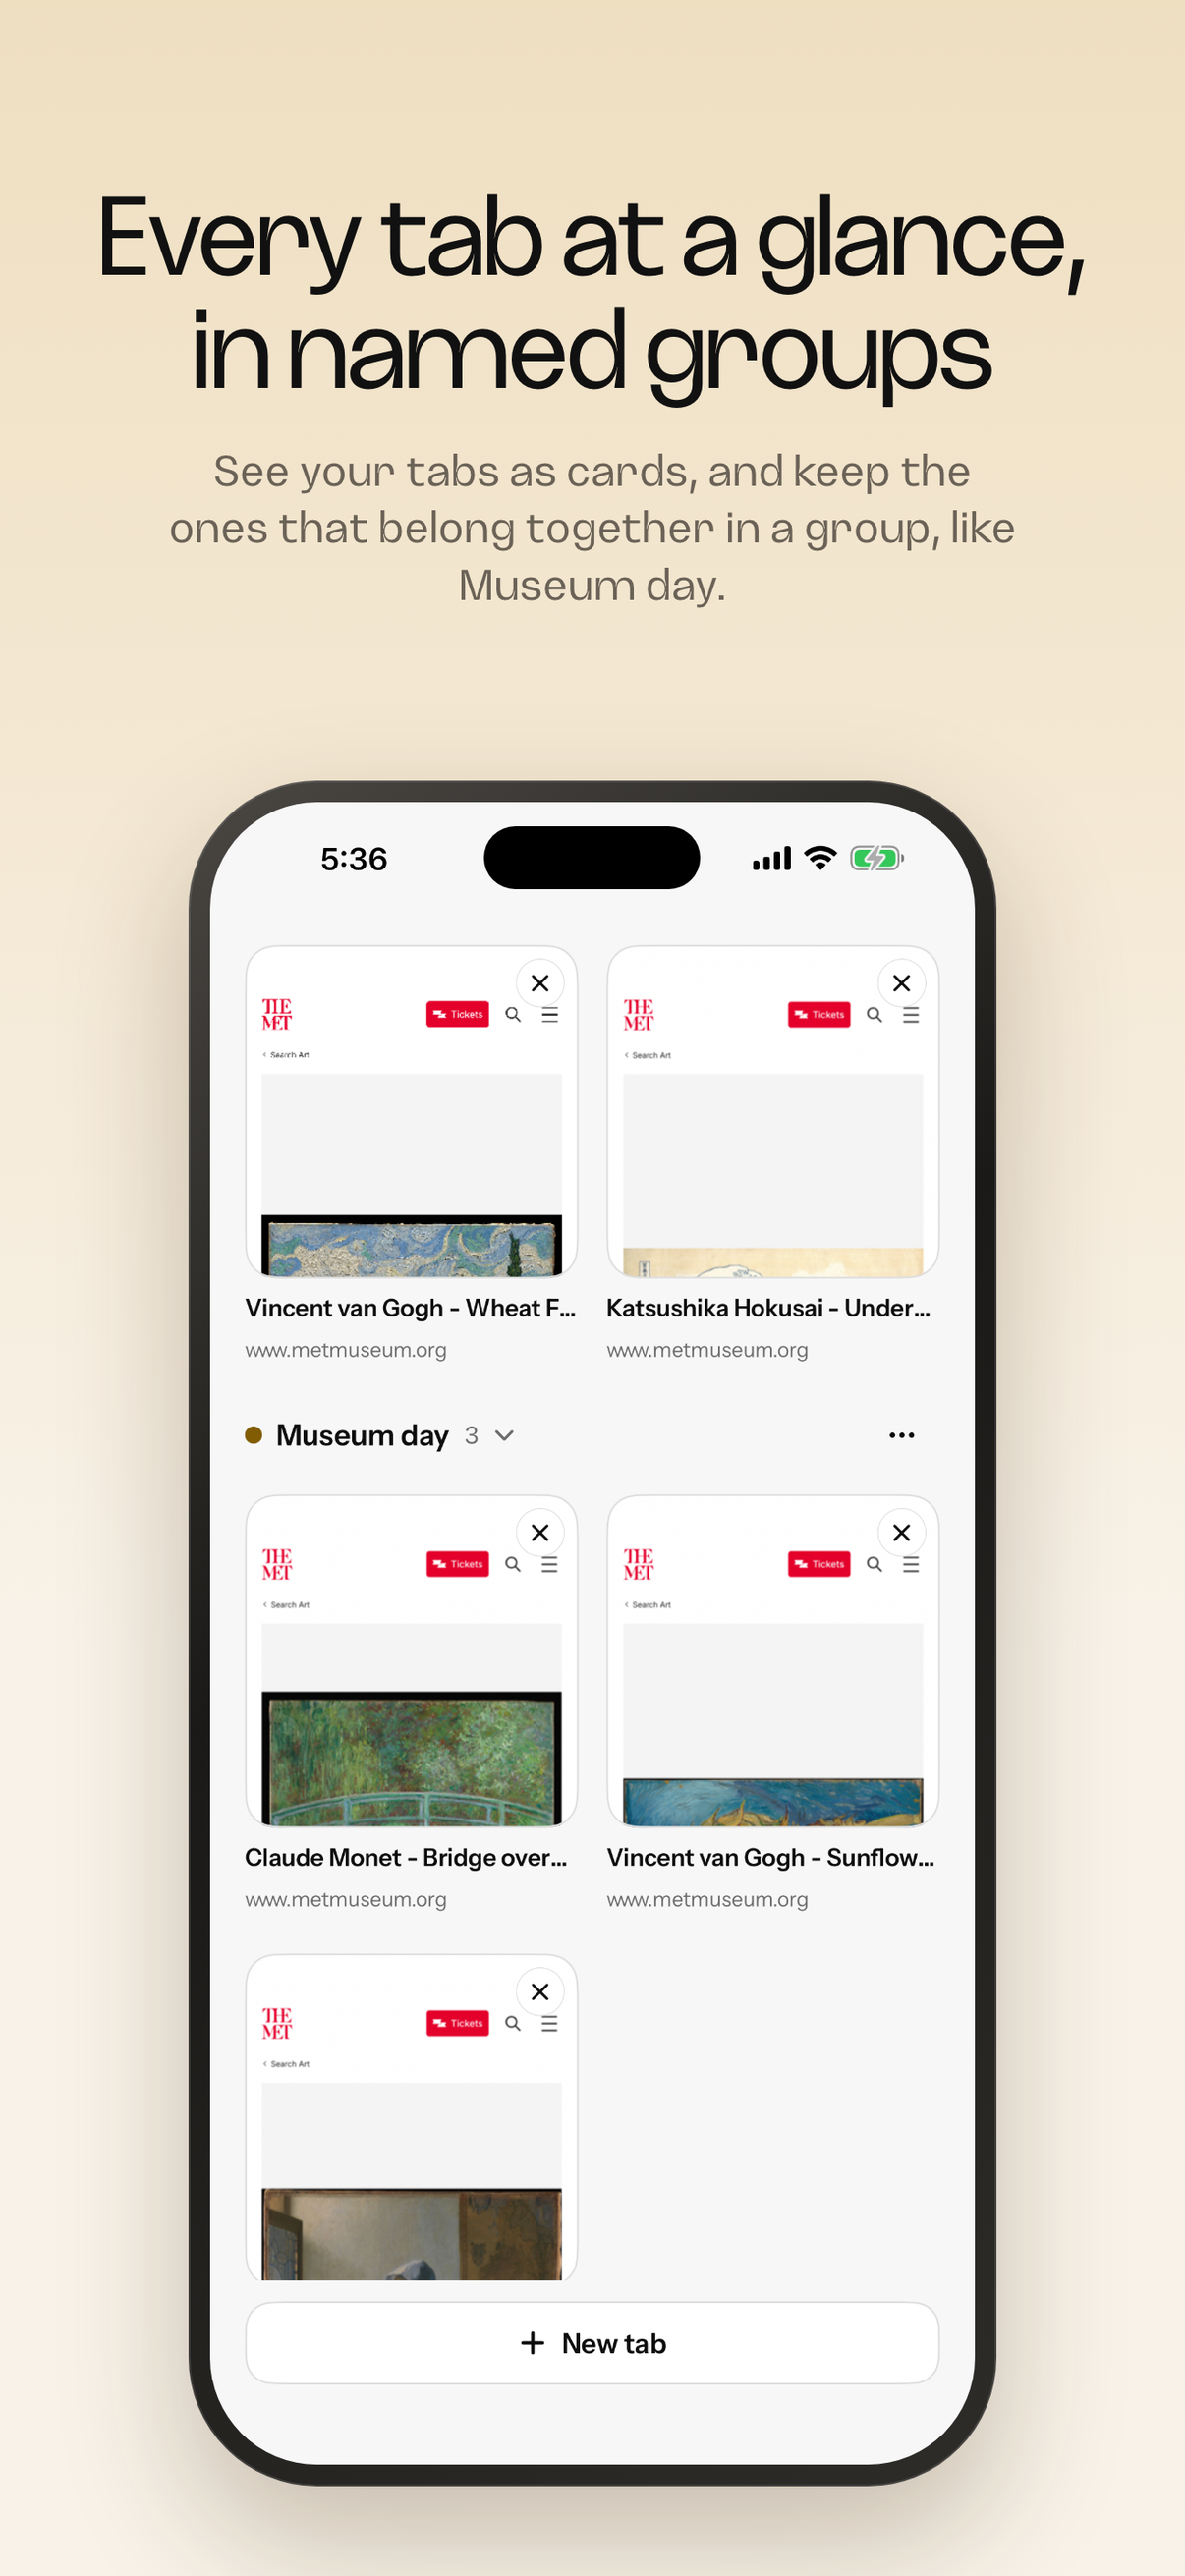 Every tab at a glance,
in named groups
See your tabs as cards, and keep the
ones that belong together in a group, like
Museum day.
5:36
THE
MET
Tickets
Search Art
Vincent van Gogh - Wheat F...
www.metmuseum.org
THE
MET
Tickets
Search Art
Katsushika Hokusai - Under...
www.metmuseum.org
Museum day 3
THE
MET
Tickets
Search Art
Claude Monet - Bridge over...
www.metmuseum.org
THE
MET
Tickets
Search Art
Vincent van Gogh - Sunflow...
www.metmuseum.org
THE
MET
Tickets
Search Art
New tab